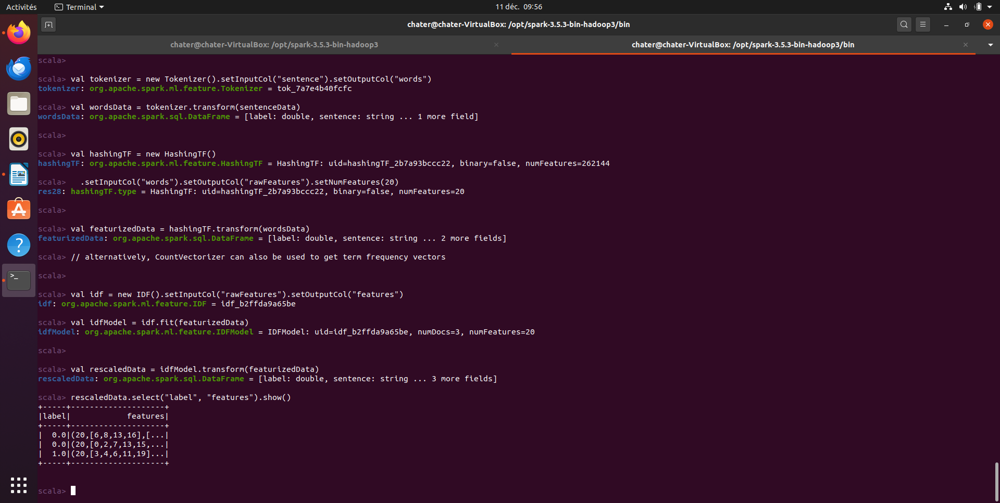 Activités
Terminal
11 déc.  09:56
chater@chater-VirtualBox: /opt/spark-3.5.3-bin-hadoop3/bin
chater@chater-VirtualBox: /opt/spark-3.5.3-bin-hadoop3
chater@chater-VirtualBox: /opt/spark-3.5.3-bin-hadoop3/bin
scala>
scala> val tokenizer = new Tokenizer().setInputCol("sentence").setOutputCol("words")
tokenizer: org.apache.spark.ml.feature.Tokenizer = tok_7a7e4b40fcfc
scala> val wordsData = tokenizer.transform(sentenceData)
wordsData: org.apache.spark.sql.DataFrame = [label: double, sentence: string ... 1 more field]
scala>
scala> val hashingTF = new HashingTF()
hashingTF: org.apache.spark.ml.feature.HashingTF = HashingTF: uid=hashingTF_2b7a93bccc22, binary=false, numFeatures=262144
scala>   .setInputCol("words").setOutputCol("rawFeatures").setNumFeatures(20)
res28: hashingTF.type = HashingTF: uid=hashingTF_2b7a93bccc22, binary=false, numFeatures=20
scala>
scala> val featurizedData = hashingTF.transform(wordsData)
featurizedData: org.apache.spark.sql.DataFrame = [label: double, sentence: string ... 2 more fields]
scala> // alternatively, CountVectorizer can also be used to get term frequency vectors
scala>
scala> val idf = new IDF().setInputCol("rawFeatures").setOutputCol("features")
idf: org.apache.spark.ml.feature.IDF = idf_b2ffda9a65be
scala> val idfModel = idf.fit(featurizedData)
idfModel: org.apache.spark.ml.feature.IDFModel = IDFModel: uid=idf_b2ffda9a65be, numDocs=3, numFeatures=20
scala>
scala> val rescaledData = idfModel.transform(featurizedData)
rescaledData: org.apache.spark.sql.DataFrame = [label: double, sentence: string ... 3 more fields]
scala> rescaledData.select("label", "features").show()
+-----+--------------------+
|label|            features|
+-----+--------------------+
|  0.0|(20,[6,8,13,16],[...|
|  0.0|(20,[0,2,7,13,15,...|
|  1.0|(20,[3,4,6,11,19]...|
+-----+--------------------+
scala>